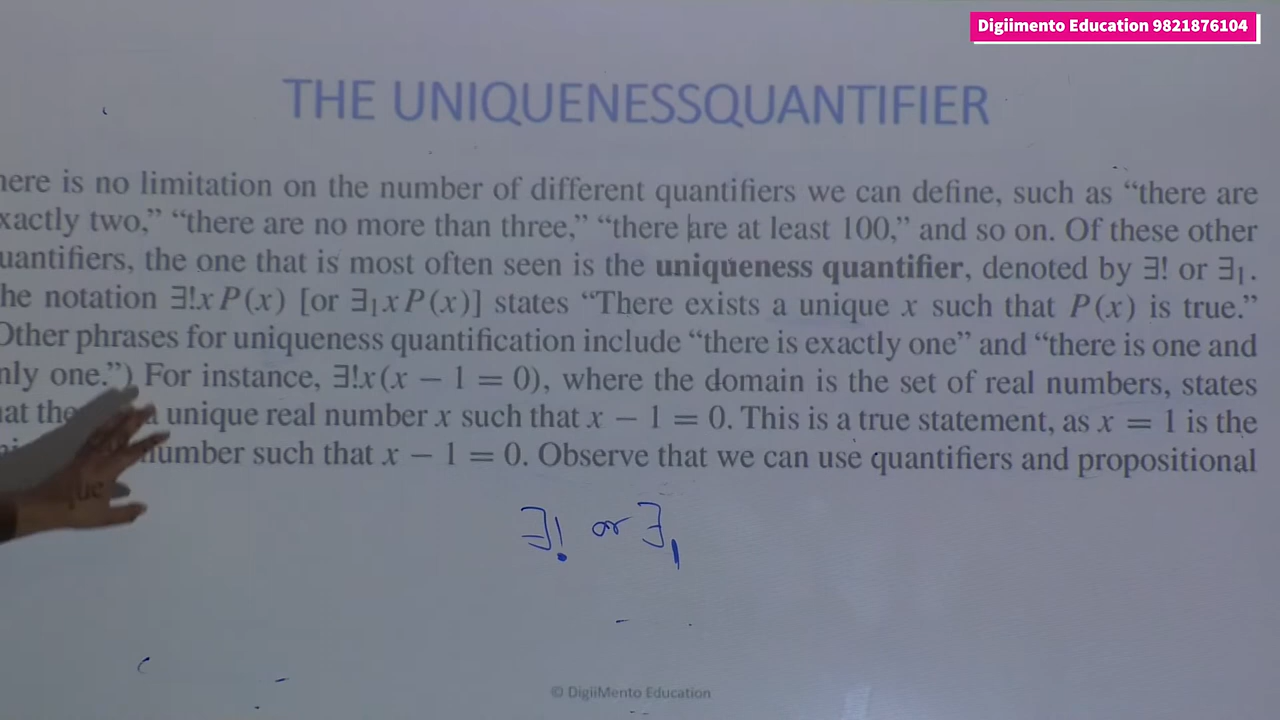 Digiimento Education 9821876104
THE UNIQUENESSQUANTIFIER
here is no limitation on the number of different quantifiers we can define, such as “there are
xactly two,” “there are no more than three,” “there are at least 100,” and so on. Of these other
uantifiers, the one that is most often seen is the uniqueness quantifier, denoted by ∃! or ∃₁.
he notation ∃!xP(x) [or ∃₁xP(x)] states “There exists a unique x such that P(x) is true.”
Other phrases for uniqueness quantification include “there is exactly one” and “there is one and
nly one.”) For instance, ∃!x(x − 1 = 0), where the domain is the set of real numbers, states
at unique real number x such that x − 1 = 0. This is a true statement, as x = 1 is the
number such that x − 1 = 0. Observe that we can use quantifiers and propositional
∃! or ∃₁
© DigiiMento Education